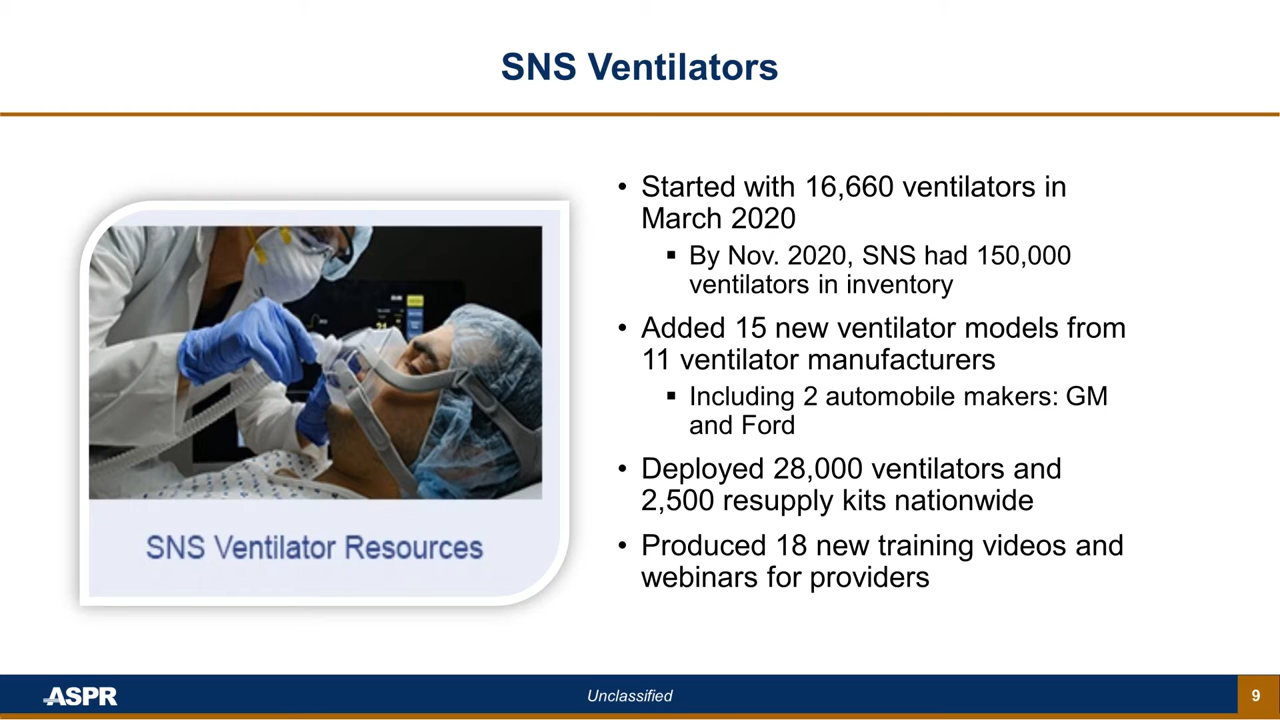 SNS Ventilators
• Started with 16,660 ventilators in
March 2020
▪ By Nov. 2020, SNS had 150,000
ventilators in inventory
• Added 15 new ventilator models from
11 ventilator manufacturers
▪ Including 2 automobile makers: GM
and Ford
• Deployed 28,000 ventilators and
2,500 resupply kits nationwide
• Produced 18 new training videos and
webinars for providers
SNS Ventilator Resources
ASPR
Unclassified
9